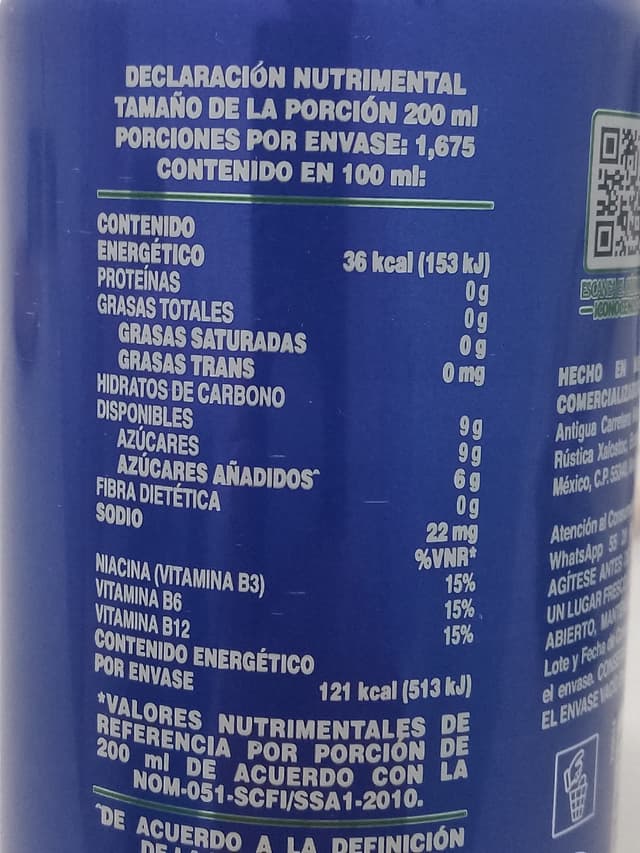 DECLARACIÓN NUTRIMENTAL
TAMAÑO DE LA PORCIÓN 200 ml
PORCIONES POR ENVASE: 1,675
CONTENIDO EN 100 ml:
CONTENIDO
ENERGÉTICO 36 kcal (153 kJ)
PROTEÍNAS 0 g
GRASAS TOTALES 0 g
GRASAS SATURADAS 0 g
GRASAS TRANS 0 mg
HIDRATOS DE CARBONO
DISPONIBLES 9 g
AZÚCARES 9 g
AZÚCARES AÑADIDOS^ 6 g
FIBRA DIETÉTICA 0 g
SODIO 22 mg
%VNR*
NIACINA (VITAMINA B3) 15%
VITAMINA B6 15%
VITAMINA B12 15%
CONTENIDO ENERGÉTICO
POR ENVASE 121 kcal (513 kJ)
*VALORES NUTRIMENTALES DE
REFERENCIA POR PORCIÓN DE
200 ml DE ACUERDO CON LA
NOM-051-SCFI/SSA1-2010.
^DE ACUERDO A LA DEFINICIÓN
HECHO EN
Antigua
Rústica
México, C.P.
Atención al
WhatsApp 55
AGÍTESE ANTES
UN LUGAR
ABIERTO,
Lote y Fecha
el envase.
EL ENVASE